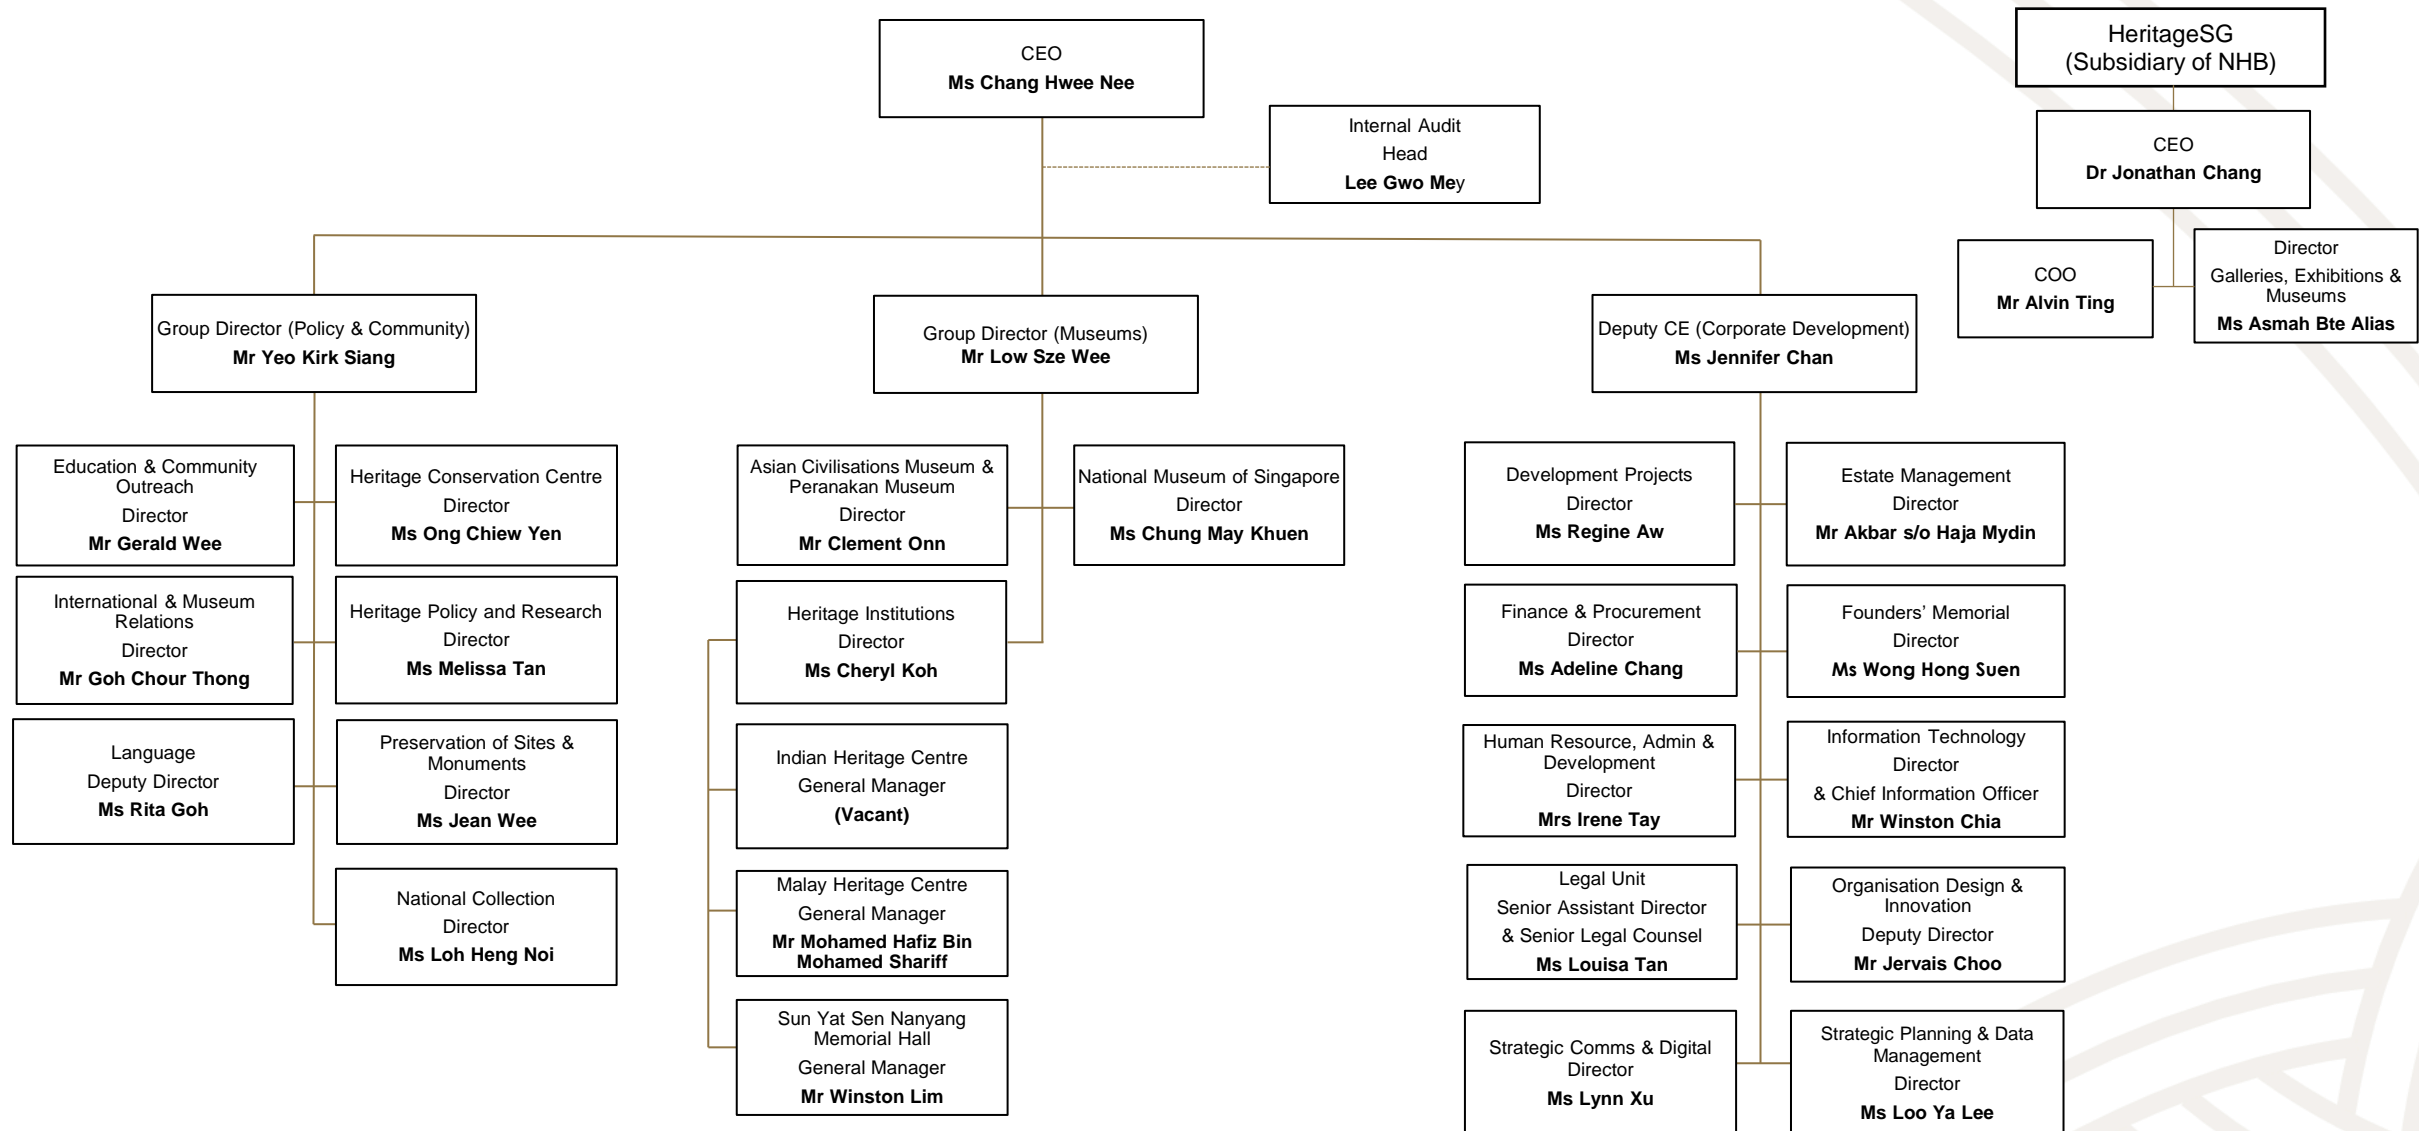 CEO
Ms Chang Hwee Nee
Internal Audit
Head
Lee Gwo Mey
HeritageSG
(Subsidiary of NHB)
CEO
Dr Jonathan Chang
COO
Mr Alvin Ting
Director
Galleries, Exhibitions &
Museums
Ms Asmah Bte Alias
Group Director (Policy & Community)
Mr Yeo Kirk Siang
Group Director (Museums)
Mr Low Sze Wee
Deputy CE (Corporate Development)
Ms Jennifer Chan
Education & Community
Outreach
Director
Mr Gerald Wee
Heritage Conservation Centre
Director
Ms Ong Chiew Yen
International & Museum
Relations
Director
Mr Goh Chour Thong
Heritage Policy and Research
Director
Ms Melissa Tan
Language
Deputy Director
Ms Rita Goh
Preservation of Sites &
Monuments
Director
Ms Jean Wee
National Collection
Director
Ms Loh Heng Noi
Asian Civilisations Museum &
Peranakan Museum
Director
Mr Clement Onn
National Museum of Singapore
Director
Ms Chung May Khuen
Heritage Institutions
Director
Ms Cheryl Koh
Indian Heritage Centre
General Manager
(Vacant)
Malay Heritage Centre
General Manager
Mr Mohamed Hafiz Bin
Mohamed Shariff
Sun Yat Sen Nanyang
Memorial Hall
General Manager
Mr Winston Lim
Development Projects
Director
Ms Regine Aw
Estate Management
Director
Mr Akbar s/o Haja Mydin
Finance & Procurement
Director
Ms Adeline Chang
Founders’ Memorial
Director
Ms Wong Hong Suen
Human Resource, Admin &
Development
Director
Mrs Irene Tay
Information Technology
Director
& Chief Information Officer
Mr Winston Chia
Legal Unit
Senior Assistant Director
& Senior Legal Counsel
Ms Louisa Tan
Organisation Design &
Innovation
Deputy Director
Mr Jervais Choo
Strategic Comms & Digital
Director
Ms Lynn Xu
Strategic Planning & Data
Management
Director
Ms Loo Ya Lee